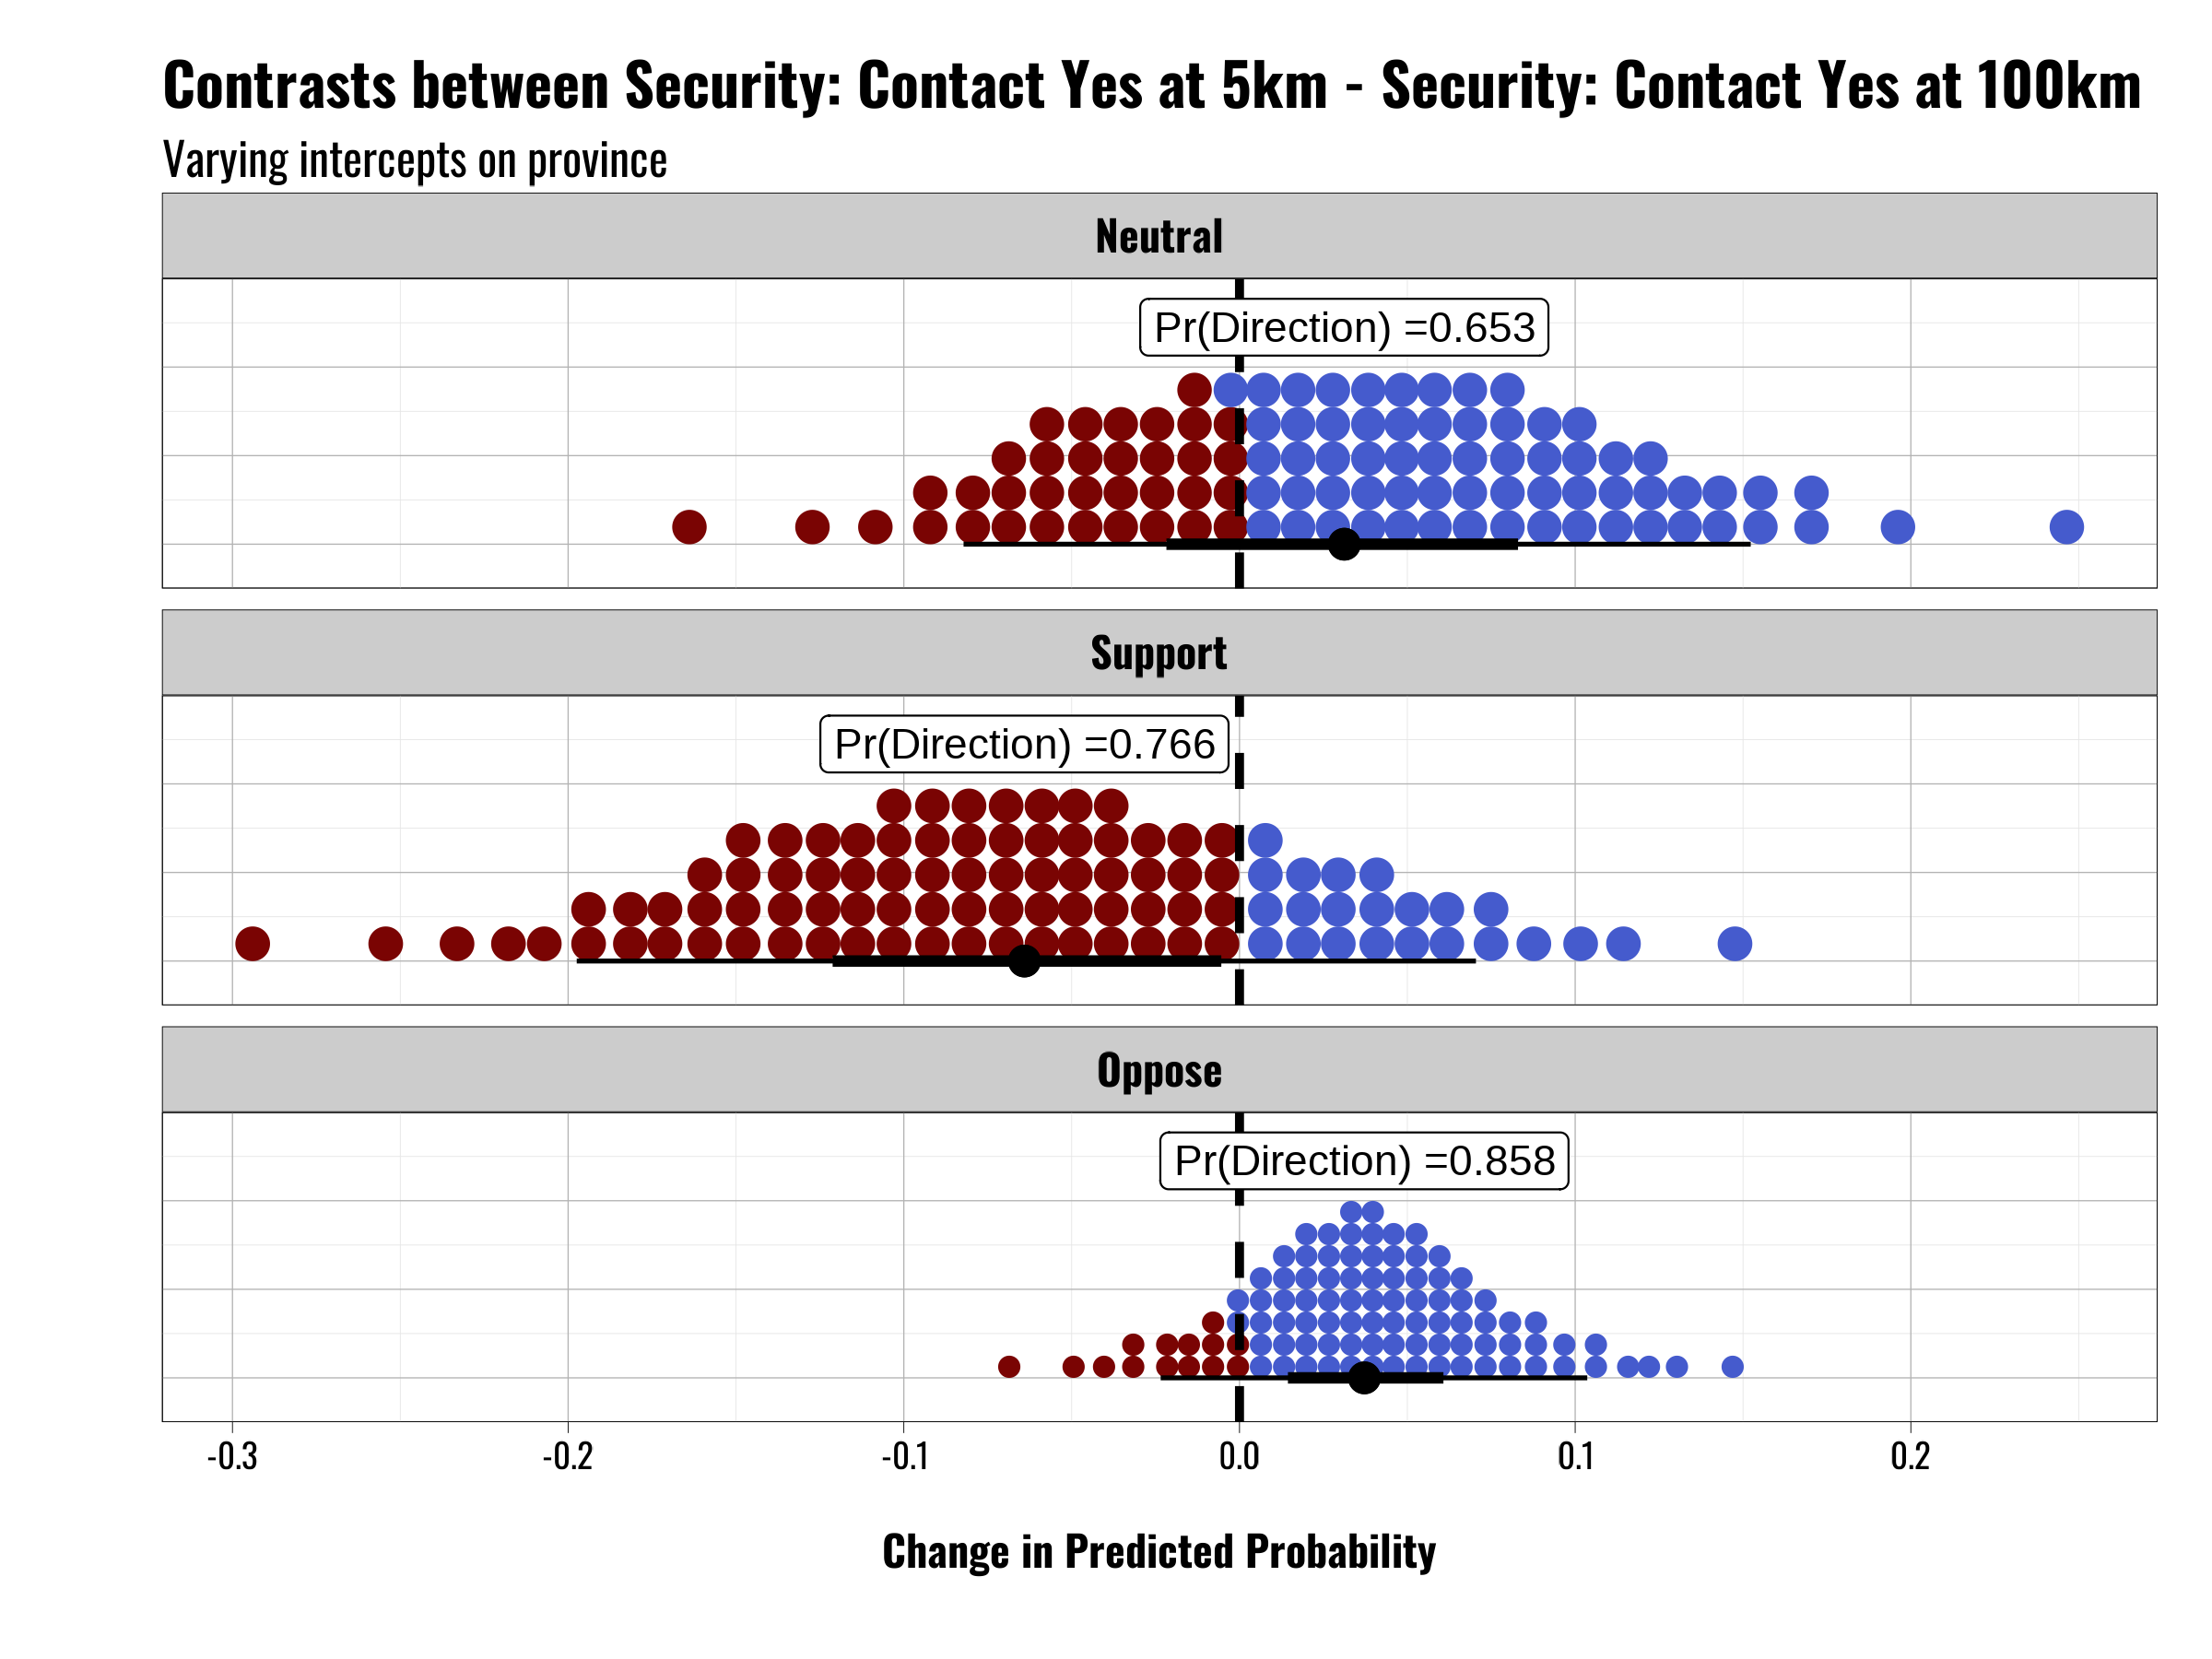 Contrasts between Security: Contact Yes at 5km - Security: Contact Yes at 100km
Varying intercepts on province
Neutral
Pr(Direction) =0.653
Support
Pr(Direction) =0.766
Oppose
Pr(Direction) =0.858
-0.3 -0.2 -0.1 0.0 0.1 0.2
Change in Predicted Probability